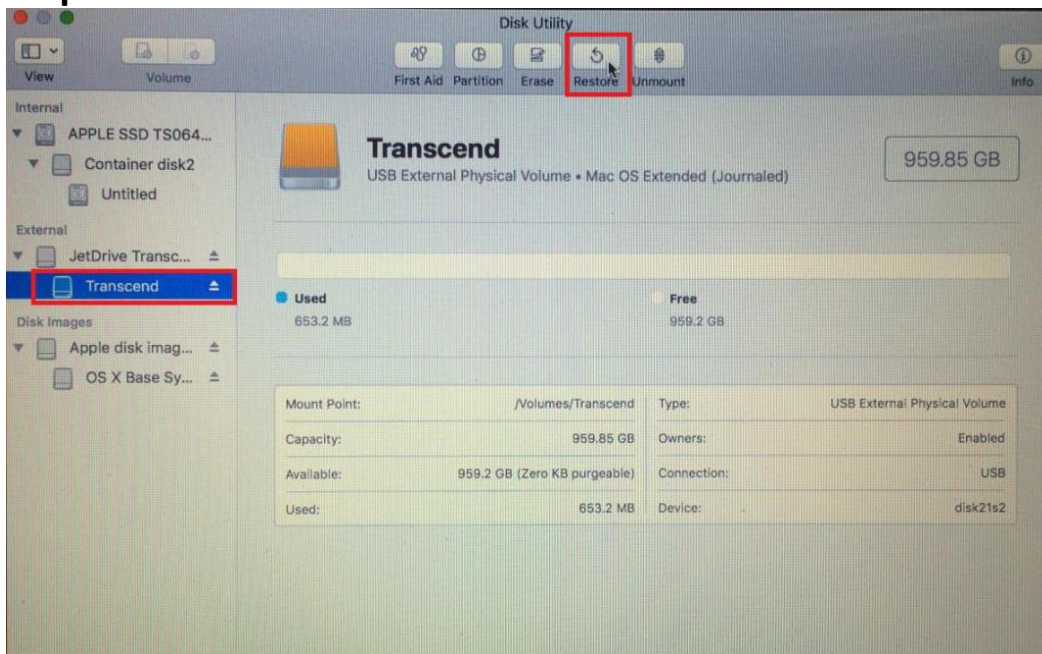 Disk Utility
View Volume First Aid Partition Erase Restore Unmount Info
Internal
APPLE SSD TS064...
Container disk2
Untitled
External
JetDrive Transc...
Transcend
Disk Images
Apple disk imag...
OS X Base Sy...
Transcend
USB External Physical Volume • Mac OS Extended (Journaled)
959.85 GB
Used
653.2 MB
Free
959.2 GB
Mount Point: /Volumes/Transcend
Type: USB External Physical Volume
Capacity: 959.85 GB
Owners: Enabled
Available: 959.2 GB (Zero KB purgeable)
Connection: USB
Used: 653.2 MB
Device: disk21s2